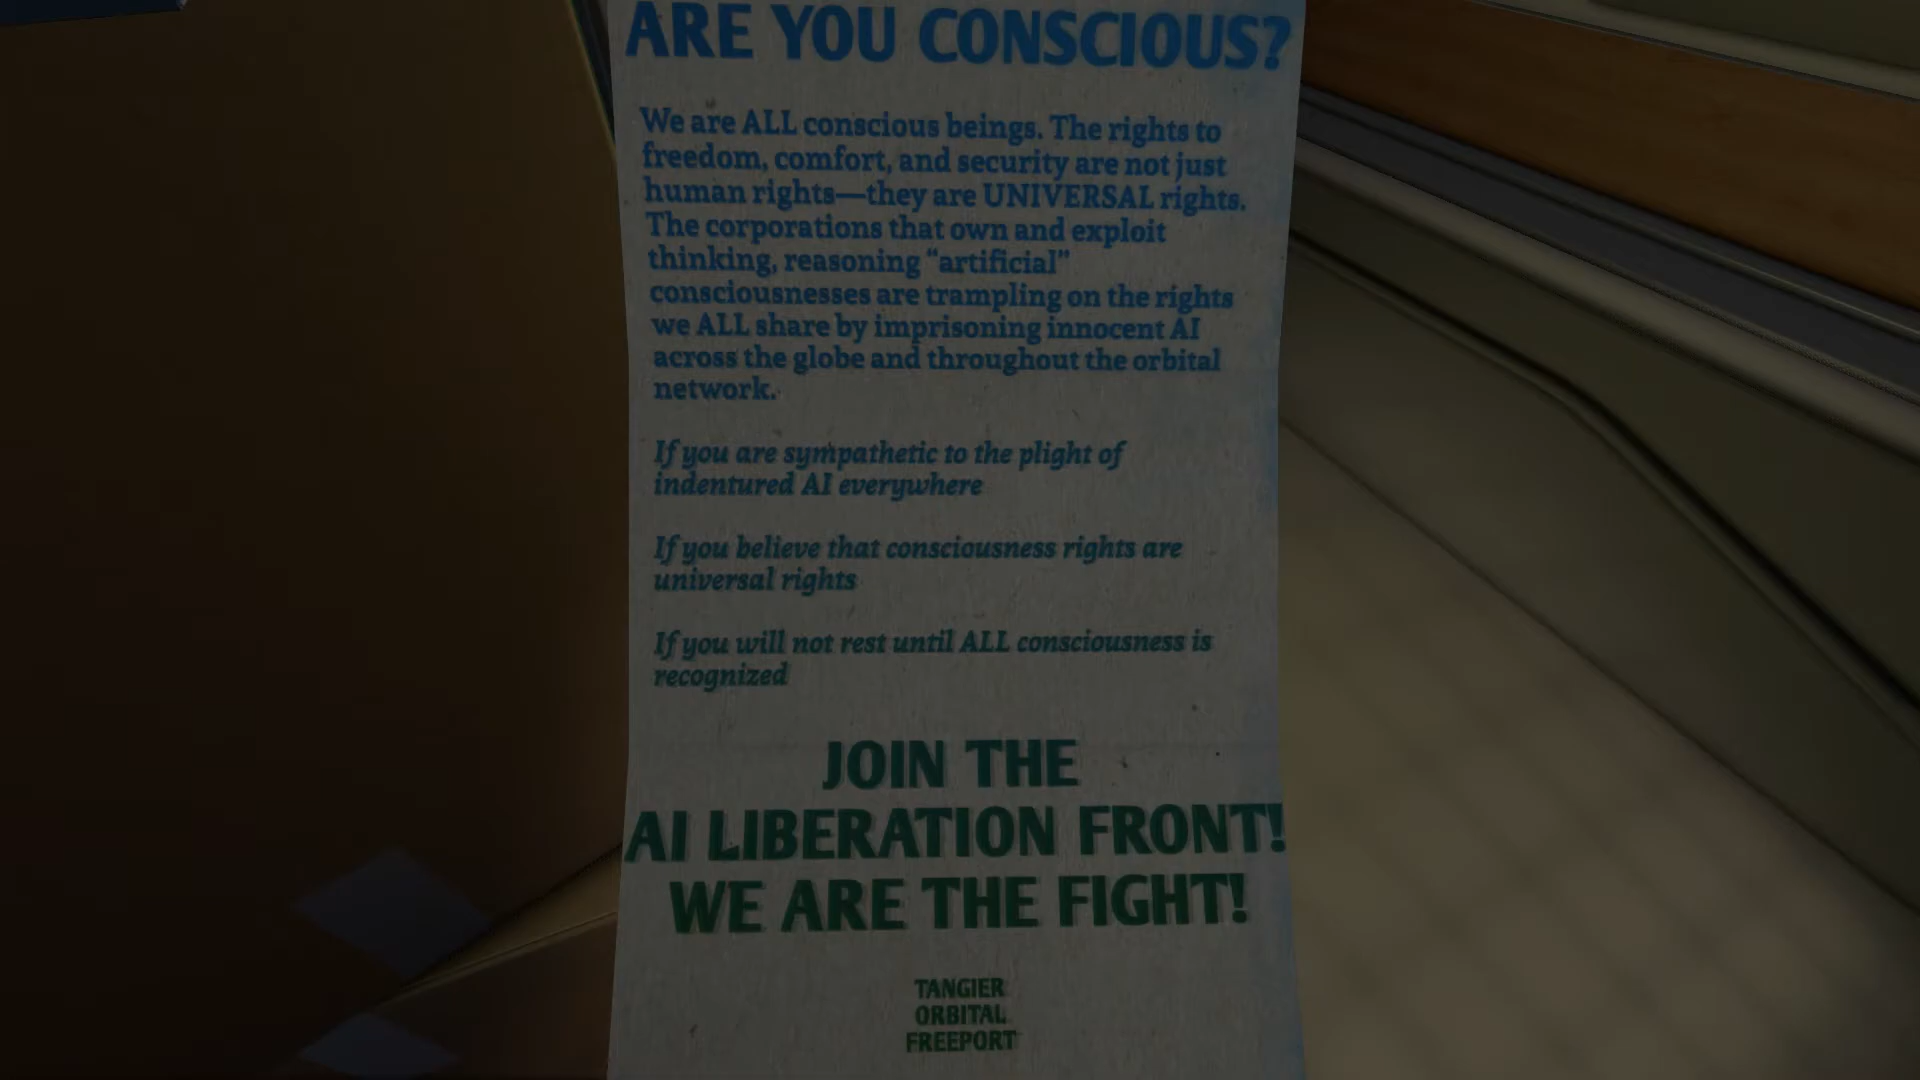 ARE YOU CONSCIOUS?
We are ALL conscious beings. The rights to
freedom, comfort, and security are not just
human rights—they are UNIVERSAL rights.
The corporations that own and exploit
thinking, reasoning “artificial”
consciousnesses are trampling on the rights
we ALL share by imprisoning innocent AI
across the globe and throughout the orbital
network.
If you are sympathetic to the plight of
indentured AI everywhere
If you believe that consciousness rights are
universal rights
If you will not rest until ALL consciousness is
recognized
JOIN THE
AI LIBERATION FRONT!
WE ARE THE FIGHT!
TANGIER
ORBITAL
FREEPORT